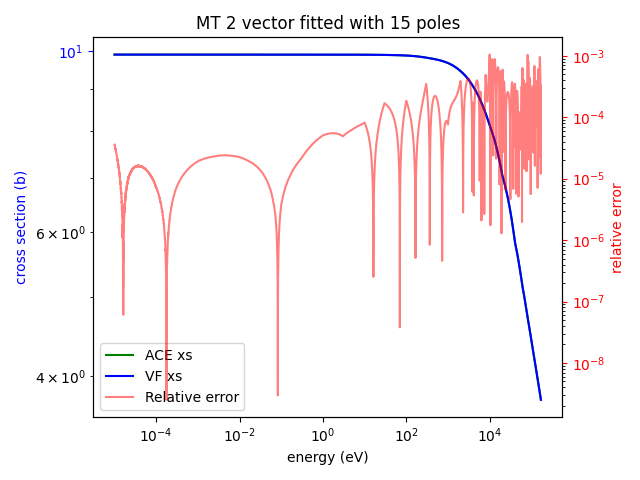 MT 2 vector fitted with 15 poles
10¹
6 × 10⁰
4 × 10⁰
cross section (b)
ACE xs
VF xs
Relative error
10⁻³
10⁻⁴
10⁻⁵
10⁻⁶
10⁻⁷
10⁻⁸
relative error
10⁻⁴
10⁻²
10⁰
10²
10⁴
energy (eV)